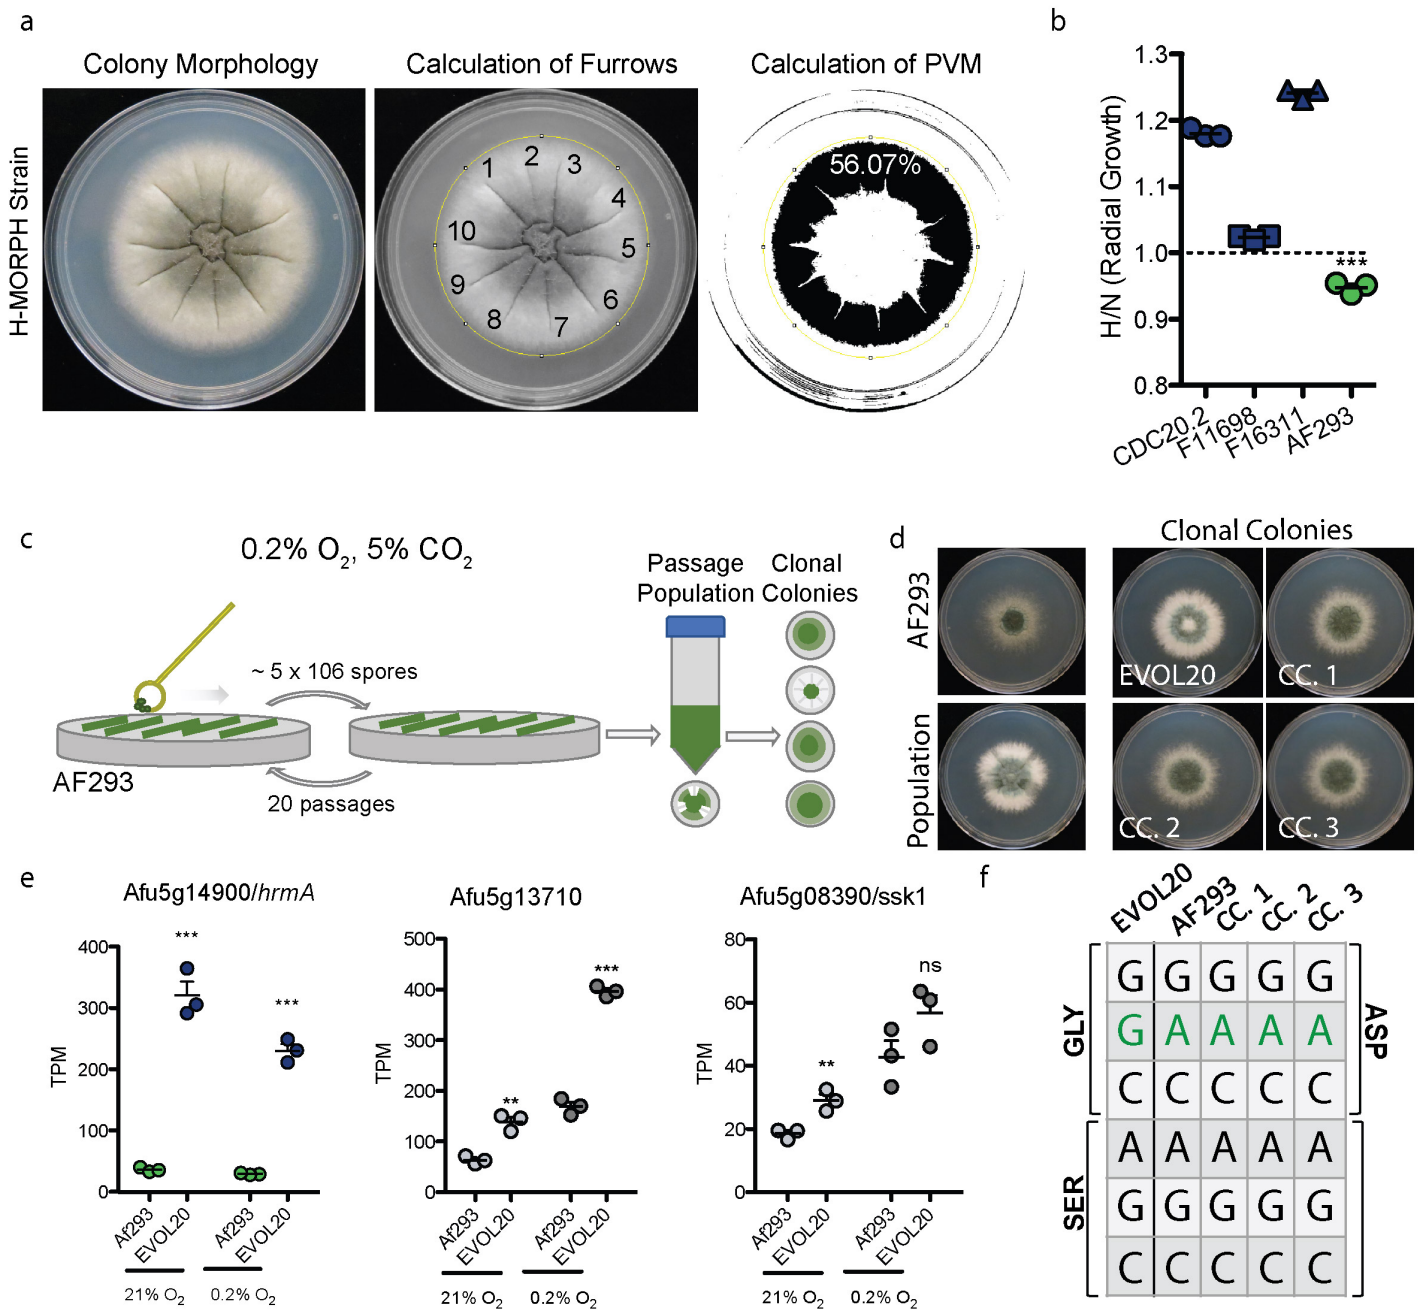 a
Colony Morphology
Calculation of Furrows
Calculation of PVM
H-MORPH Strain
1
2
3
4
5
6
7
8
9
10
56.07%
b
H/N (Radial Growth)
1.3
1.2
1.1
1.0
0.9
0.8
***
CDC20.2
F11698
F16311
AF293
c
0.2% O₂, 5% CO₂
~ 5 x 106 spores
20 passages
AF293
Passage
Population
Clonal
Colonies
d
Clonal Colonies
AF293
Population
EVOL20
CC. 1
CC. 2
CC. 3
e
Afu5g14900/hrmA
TPM
400
300
200
100
0
***
***
Af293
EVOL20
Af293
EVOL20
21% O₂
0.2% O₂
Afu5g13710
TPM
500
400
300
200
100
0
**
***
Af293
EVOL20
Af293
EVOL20
21% O₂
0.2% O₂
Afu5g08390/ssk1
TPM
80
60
40
20
0
**
ns
Af293
EVOL20
Af293
EVOL20
21% O₂
0.2% O₂
f
EVOL20
AF293
CC. 1
CC. 2
CC. 3
GLY
ASP
SER
G G G G G
G A A A A
C C C C C
A A A A A
G G G G G
C C C C C